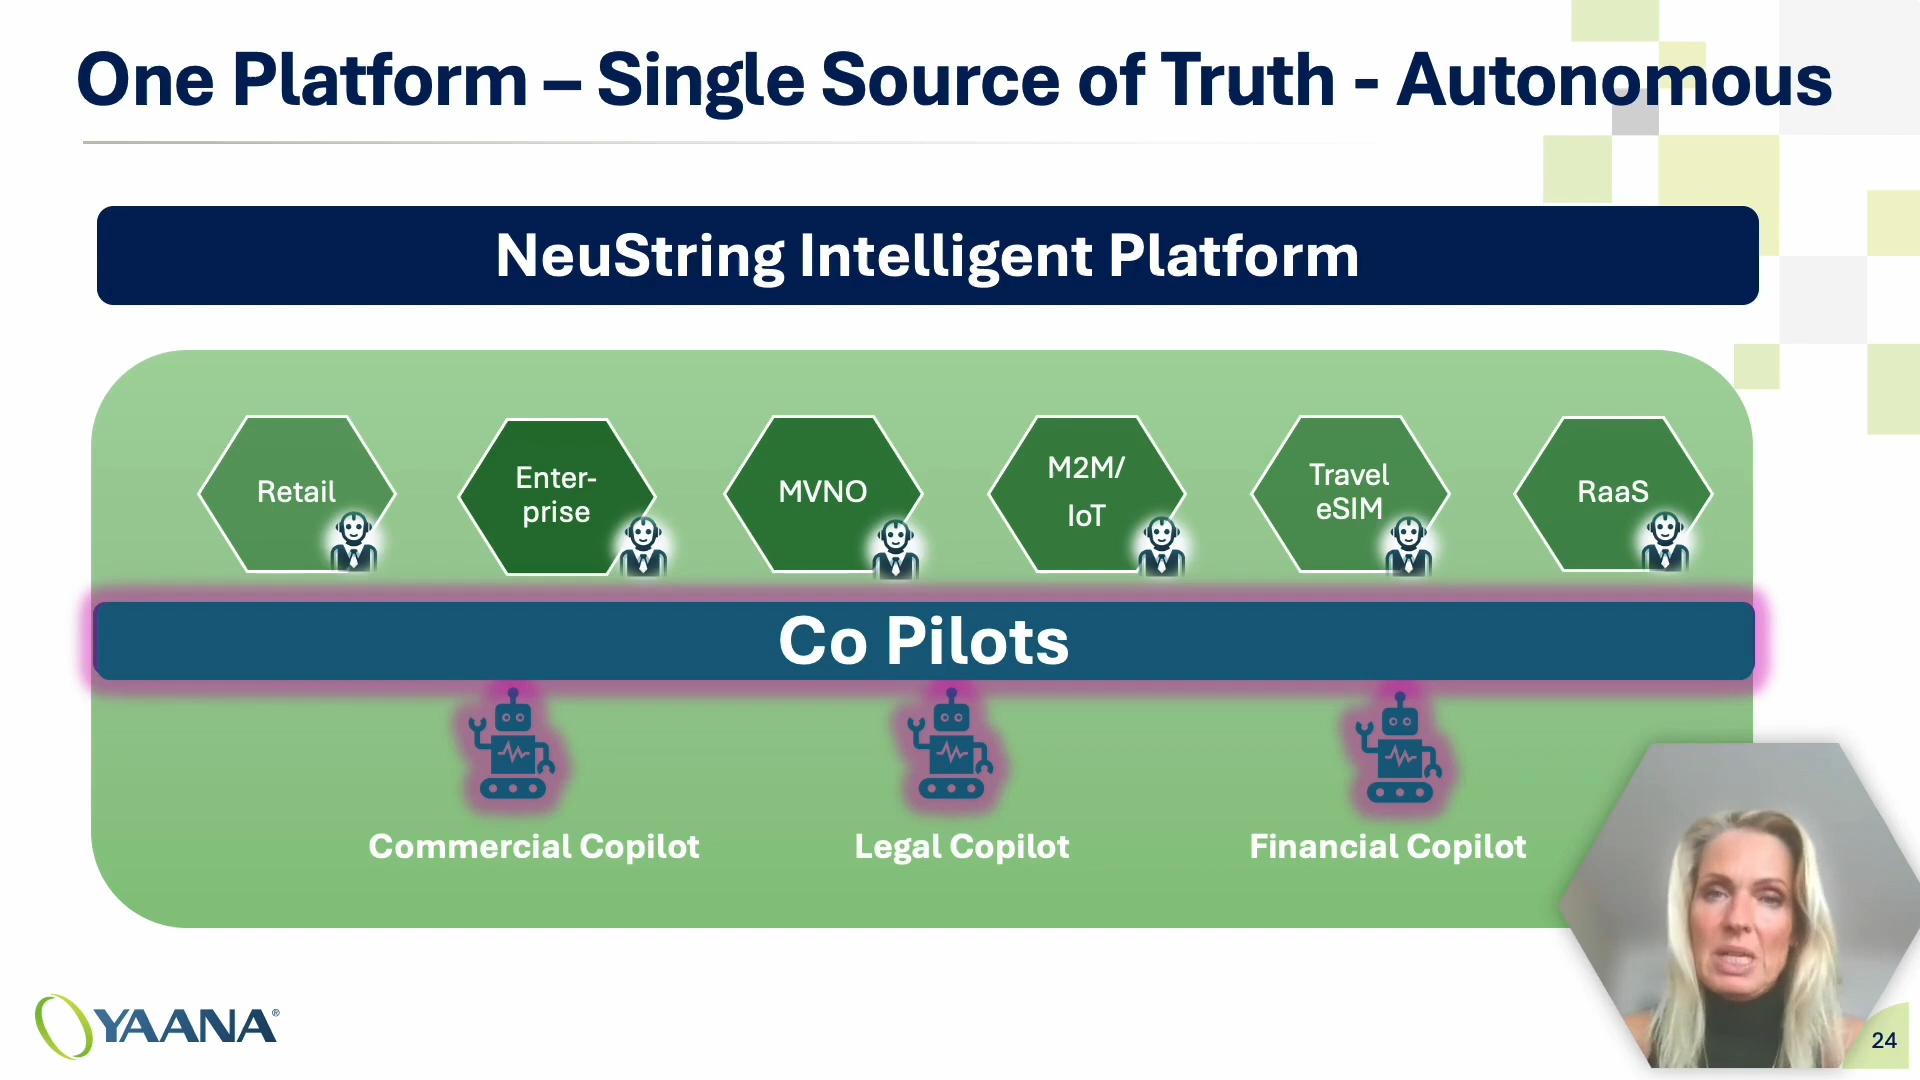 One Platform – Single Source of Truth - Autonomous
NeuString Intelligent Platform
Retail
Enter-
prise
MVNO
M2M/
IoT
Travel
eSIM
RaaS
Co Pilots
Commercial Copilot
Legal Copilot
Financial Copilot
YAANA®
24